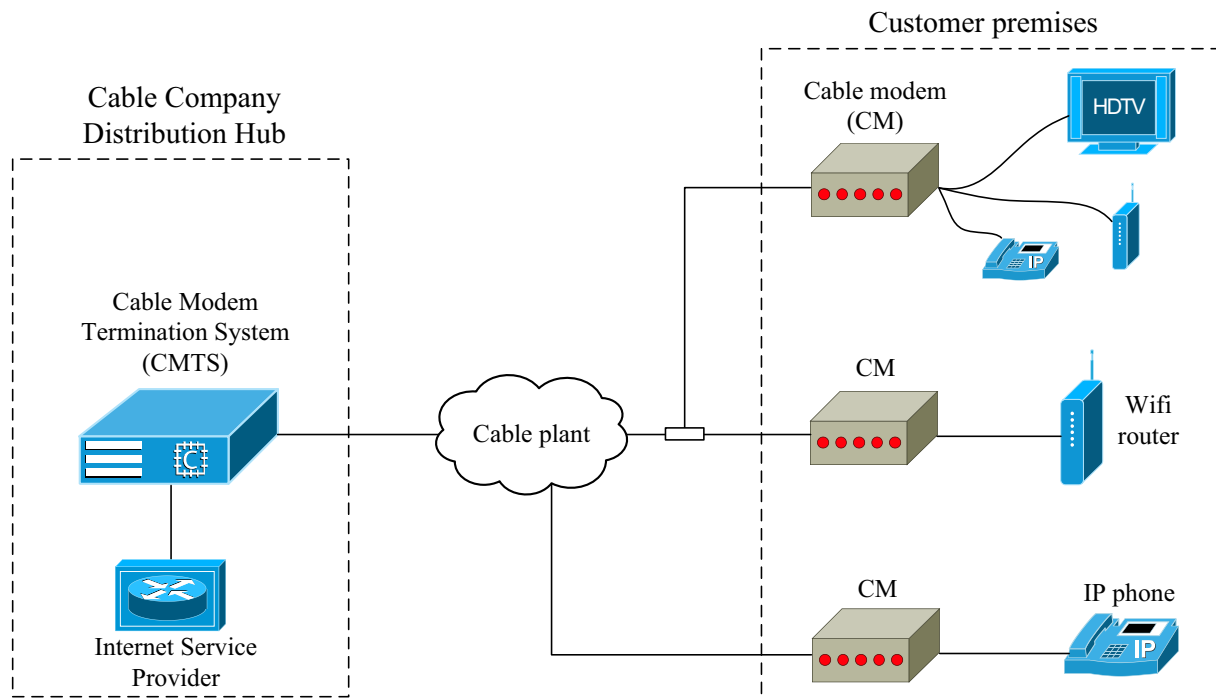 Customer premises
Cable Company
Distribution Hub
Cable modem
(CM)
HDTV
IP
Cable Modem
Termination System
(CMTS)
C
Cable plant
CM
Wifi
router
Internet Service
Provider
CM
IP phone
IP